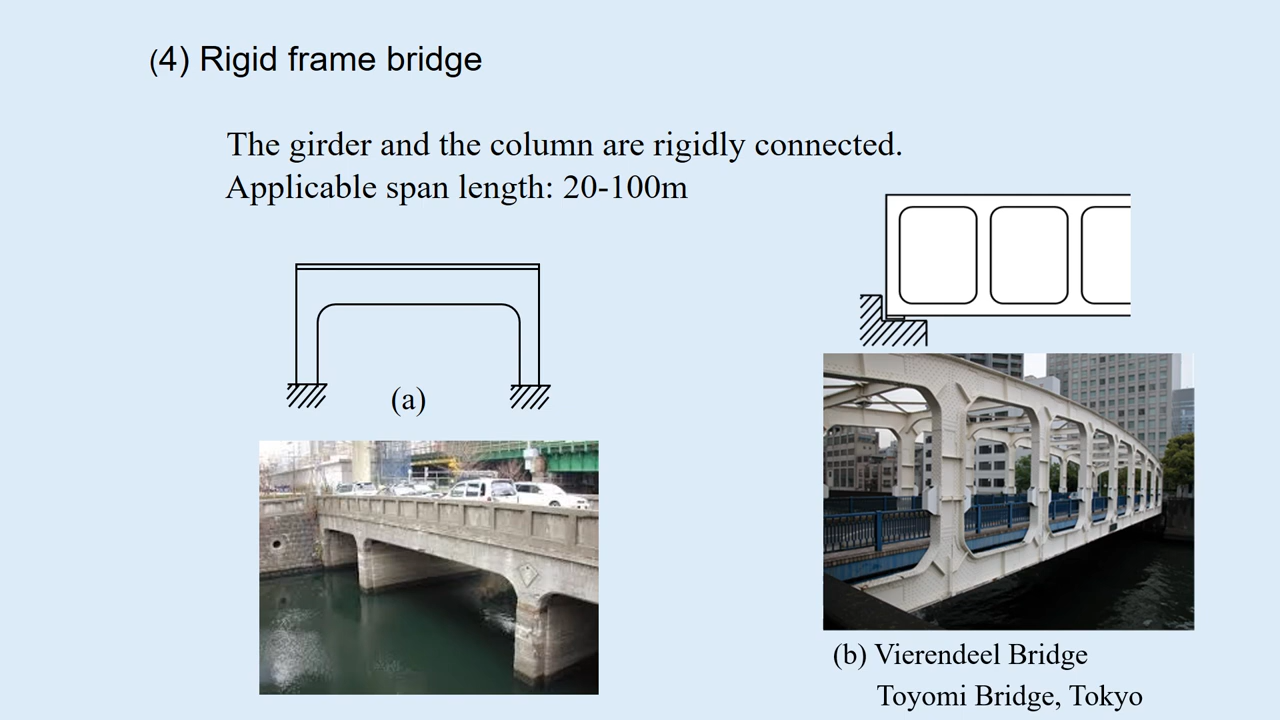 (4) Rigid frame bridge
The girder and the column are rigidly connected.
Applicable span length: 20-100m
(a)
(b) Vierendeel Bridge
Toyomi Bridge, Tokyo